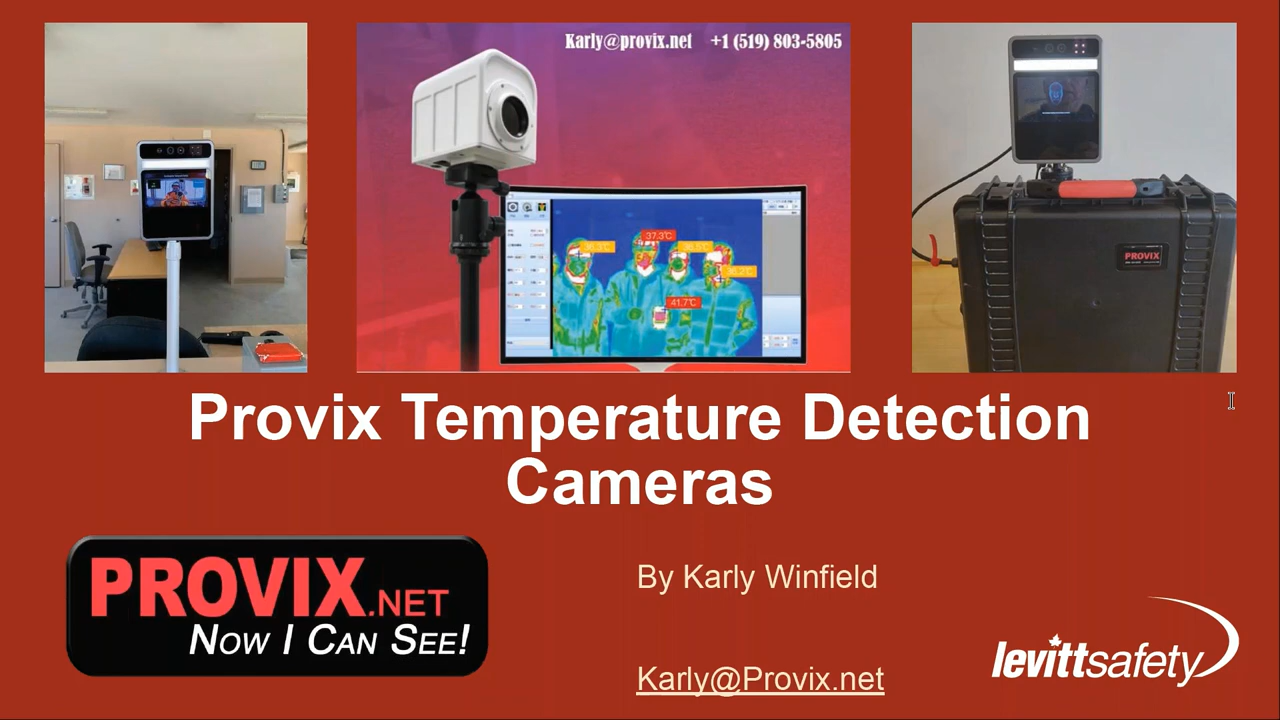 Karly@provix.net +1 (519) 803-5805
37.3℃
41.7℃
PROVIX
Provix Temperature Detection
Cameras
PROVIX.NET
NOW I CAN SEE!
By Karly Winfield
Karly@Provix.net
levittsafety